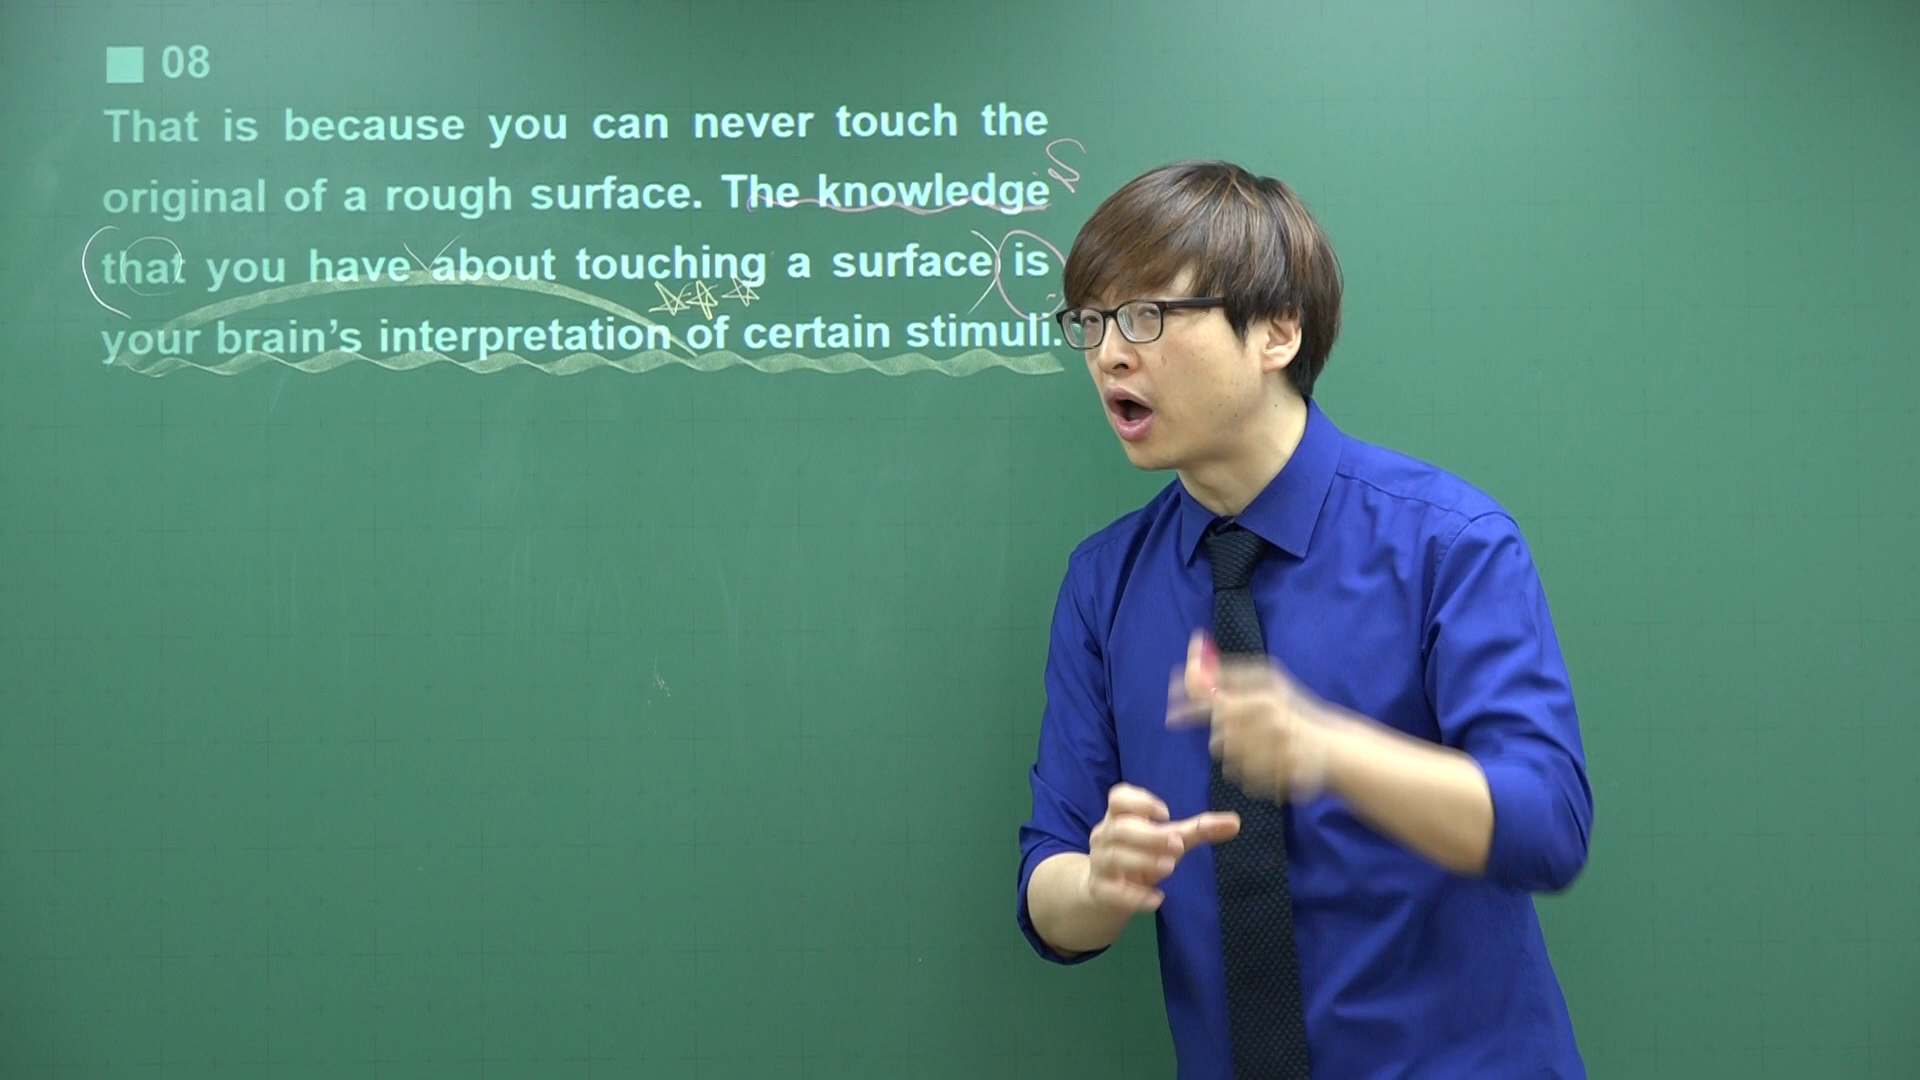 ■ 08
That is because you can never touch the
original of a rough surface. The knowledge
that you have about touching a surface is
your brain's interpretation of certain stimuli.
S